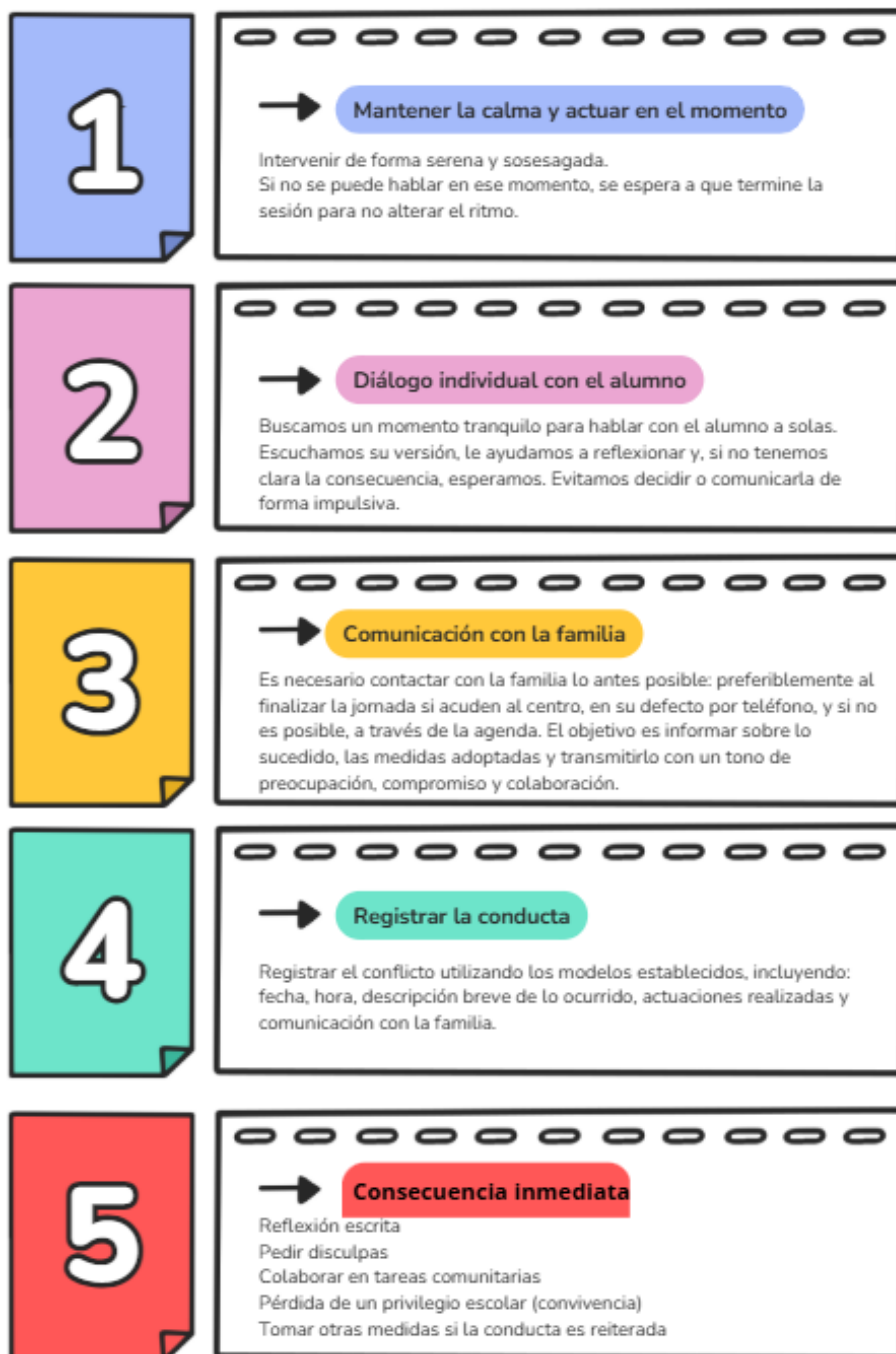 1
Mantener la calma y actuar en el momento
Intervenir de forma serena y sosesagada.
Si no se puede hablar en ese momento, se espera a que termine la
sesión para no alterar el ritmo.
2
Diálogo individual con el alumno
Buscamos un momento tranquilo para hablar con el alumno a solas.
Escuchamos su versión, le ayudamos a reflexionar y, si no tenemos
clara la consecuencia, esperamos. Evitamos decidir o comunicarla de
forma impulsiva.
3
Comunicación con la familia
Es necesario contactar con la familia lo antes posible: preferiblemente al
finalizar la jornada si acuden al centro, en su defecto por teléfono, y si no
es posible, a través de la agenda. El objetivo es informar sobre lo
sucedido, las medidas adoptadas y transmitirlo con un tono de
preocupación, compromiso y colaboración.
4
Registrar la conducta
Registrar el conflicto utilizando los modelos establecidos, incluyendo:
fecha, hora, descripción breve de lo ocurrido, actuaciones realizadas y
comunicación con la familia.
5
Consecuencia inmediata
Reflexión escrita
Pedir disculpas
Colaborar en tareas comunitarias
Pérdida de un privilegio escolar (convivencia)
Tomar otras medidas si la conducta es reiterada